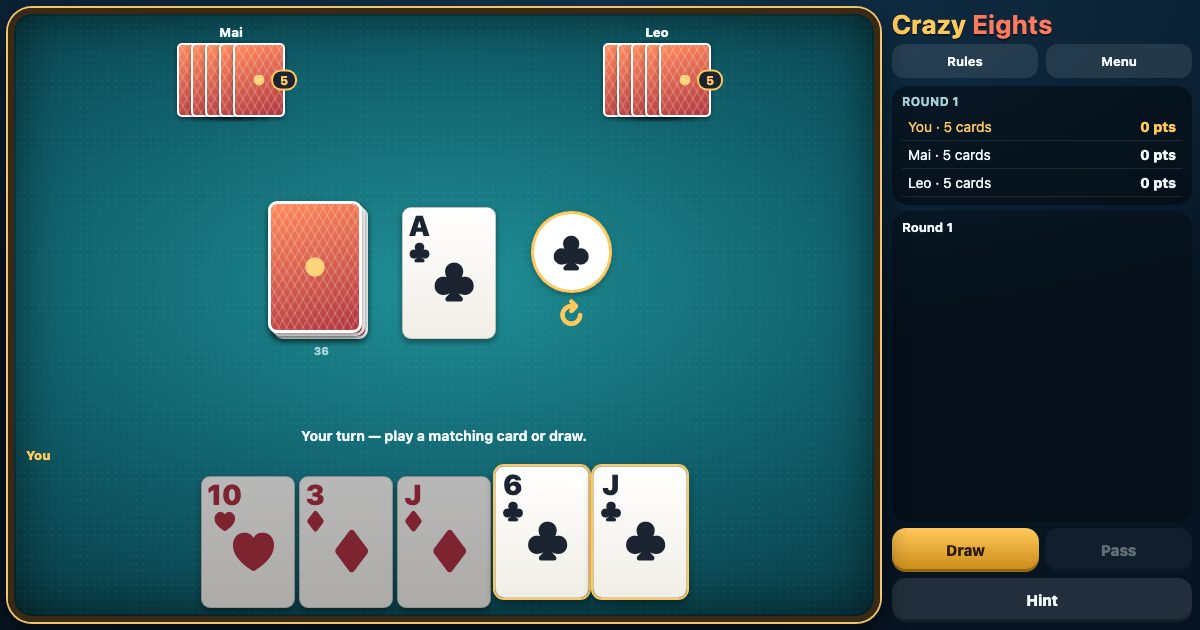 Mai
5
Leo
5
A
36
Your turn — play a matching card or draw.
You
10
3
J
6
J
Crazy Eights
Rules
Menu
ROUND 1
You · 5 cards 0 pts
Mai · 5 cards 0 pts
Leo · 5 cards 0 pts
Round 1
Draw
Pass
Hint